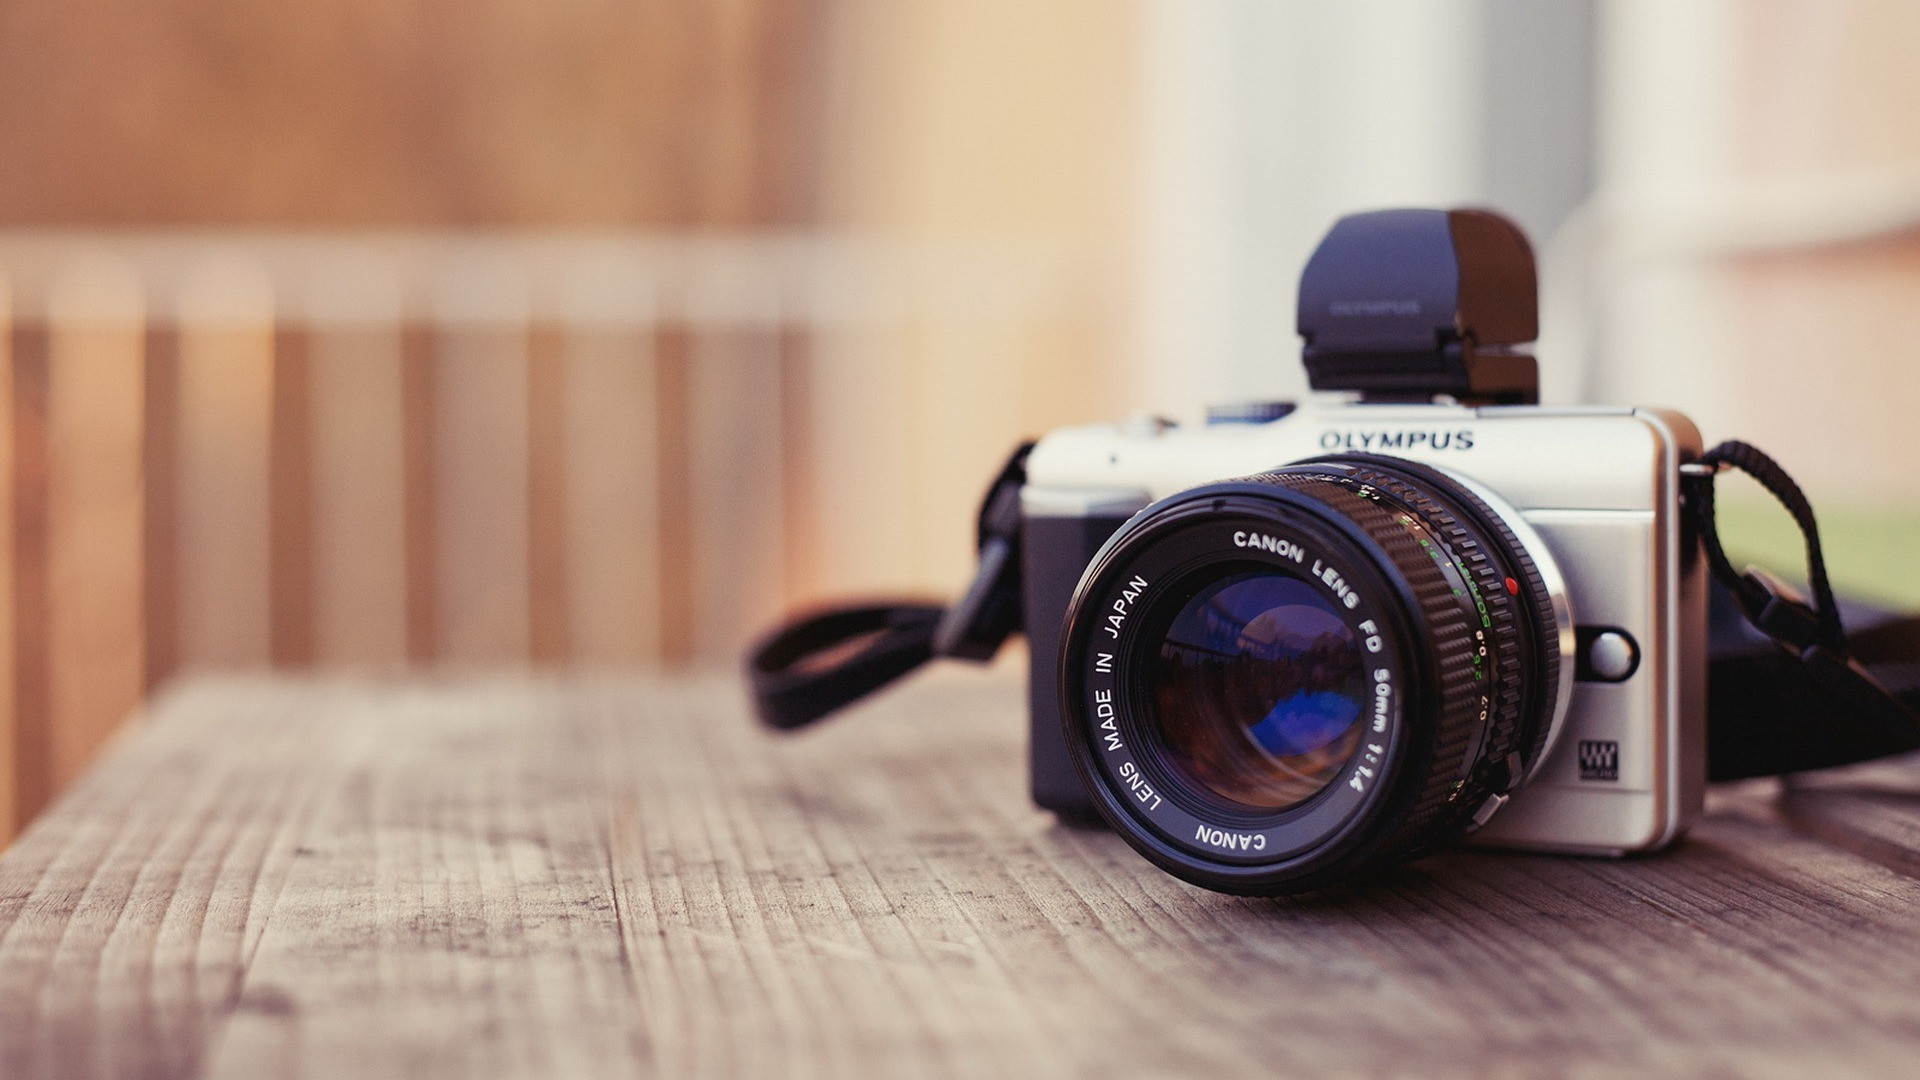 OLYMPUS
OLYMPUS
CANON LENS FD 50mm 1:1.4
CANON
LENS MADE IN JAPAN